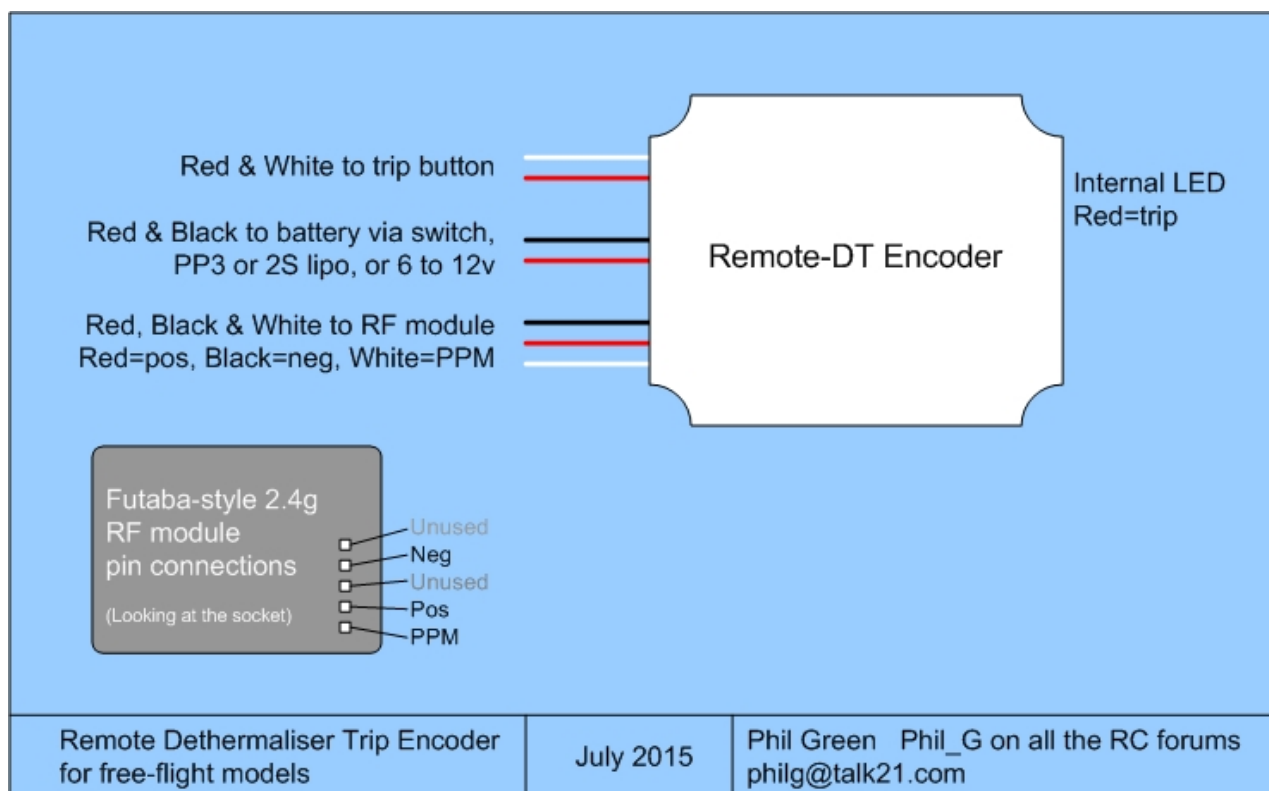 Red & White to trip button
Red & Black to battery via switch,
PP3 or 2S lipo, or 6 to 12v
Red, Black & White to RF module
Red=pos, Black=neg, White=PPM
Remote-DT Encoder
Internal LED
Red=trip
Futaba-style 2.4g
RF module
pin connections
(Looking at the socket)
Unused
Neg
Unused
Pos
PPM
Remote Dethermaliser Trip Encoder
for free-flight models
July 2015
Phil Green   Phil_G on all the RC forums
philg@talk21.com